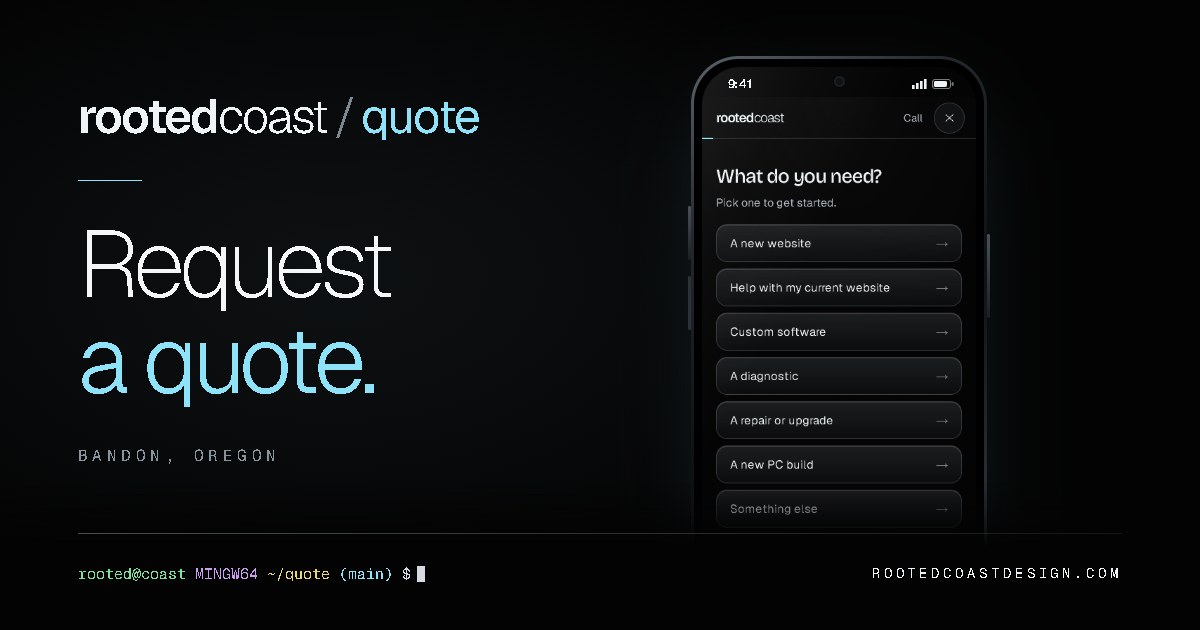 rootedcoast / quote
Request
a quote.
BANDON, OREGON
9:41
rootedcoast Call ×
What do you need?
Pick one to get started.
A new website →
Help with my current website →
Custom software →
A diagnostic →
A repair or upgrade →
A new PC build →
Something else →
rooted@coast MINGW64 ~/quote (main) $
ROOTEDCOASTDESIGN.COM